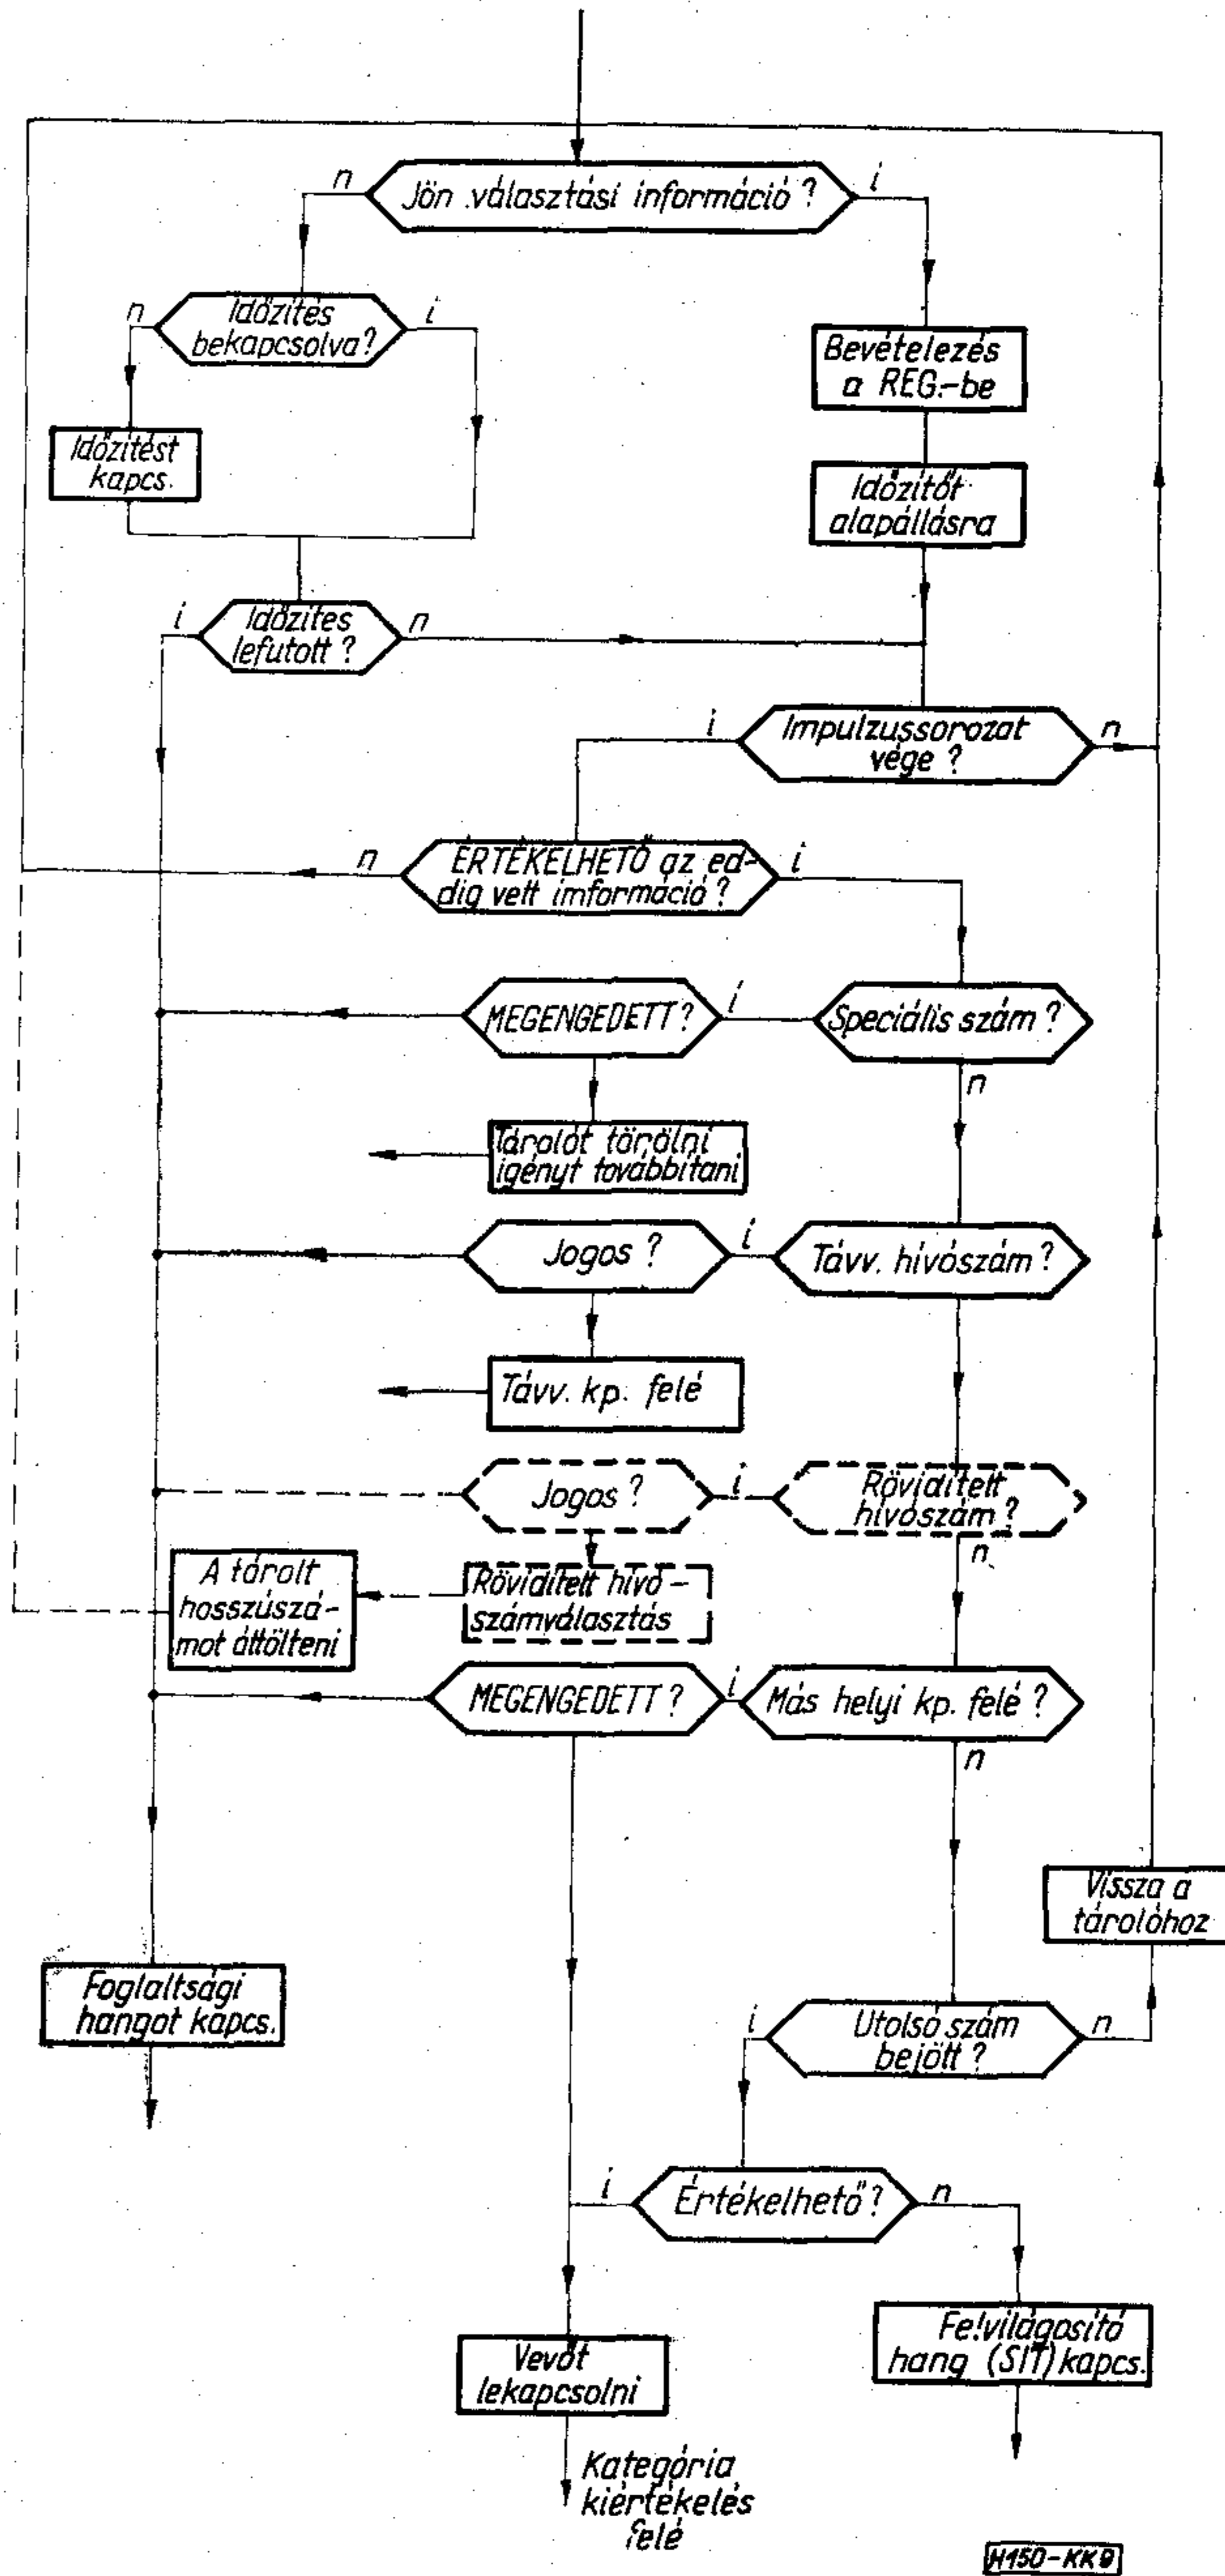 Jön választási információ ?
n
i
Időzítés
bekapcsolva?
n
i
Bevételezés
a REG.-be
Időzítést
kapcs.
Időzítőt
alapállásra
Időzítes
lefutott ?
i
n
Impulzussorozat
vége ?
i
n
ÉRTÉKELHETŐ az ed-
dig vett imformáció ?
n
i
MEGENGEDETT ?
i
Speciális szám ?
n
Tárolót törölni
igényt továbbítani
Jogos ?
i
Távv. hívószám ?
Távv. kp. felé
Jogos ?
i
Rövidített
hívószám ?
n
A tárolt
hosszúszá-
mot áttölteni
Rövidített hívó-
számválasztás
MEGENGEDETT ?
i
Más helyi kp. felé ?
n
Vissza a
tárolóhoz
Foglaltsági
hangot kapcs.
Utolsó szám
bejött ?
i
n
Értékelhető ?
i
n
Felvilágosító
hang (SIT) kapcs.
Vevőt
lekapcsolni
Kategória
kiértékelés
felé
H150-KK9